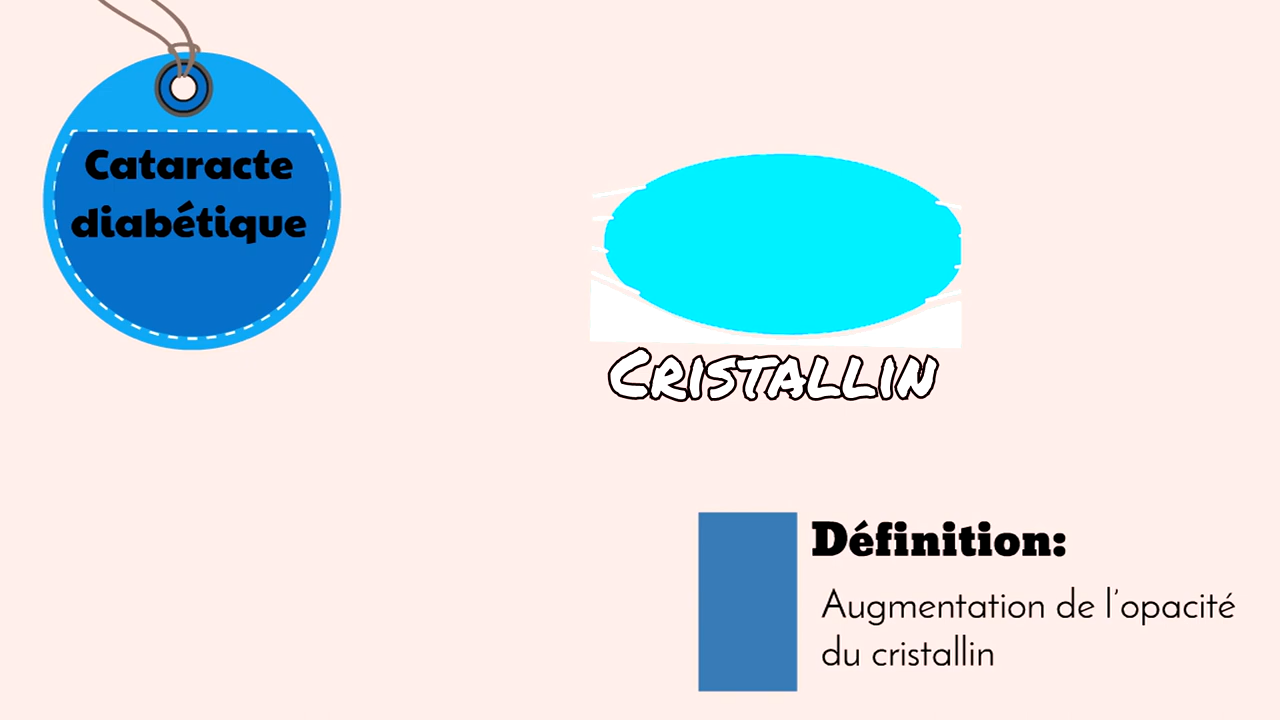 Cataracte
diabétique
Cristallin
Définition:
Augmentation de l'opacité
du cristallin